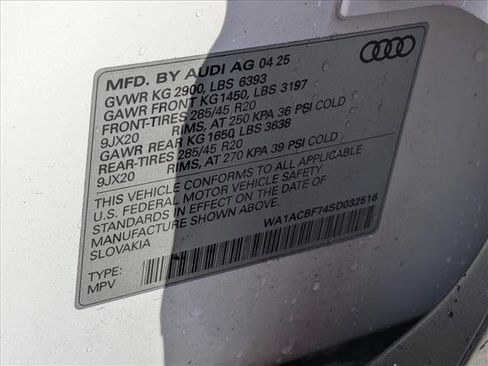 MFD. BY AUDI AG 04 25
GVWR KG 2900, LBS 6393
GAWR FRONT KG1450, LBS 3197
FRONT-TIRES 285/45 R20
9JX20 RIMS, AT 250 KPA 36 PSI COLD
GAWR REAR KG 1650, LBS 3638
REAR-TIRES 285/45 R20
9JX20 RIMS, AT 270 KPA 39 PSI COLD
THIS VEHICLE CONFORMS TO ALL APPLICABLE
U.S. FEDERAL MOTOR VEHICLE SAFETY
STANDARDS IN EFFECT ON THE DATE OF
MANUFACTURE SHOWN ABOVE.
SLOVAKIA
WA1ACBF74SD032516
TYPE:
MPV